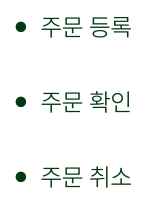 • 주문 등록
• 주문 확인
• 주문 취소